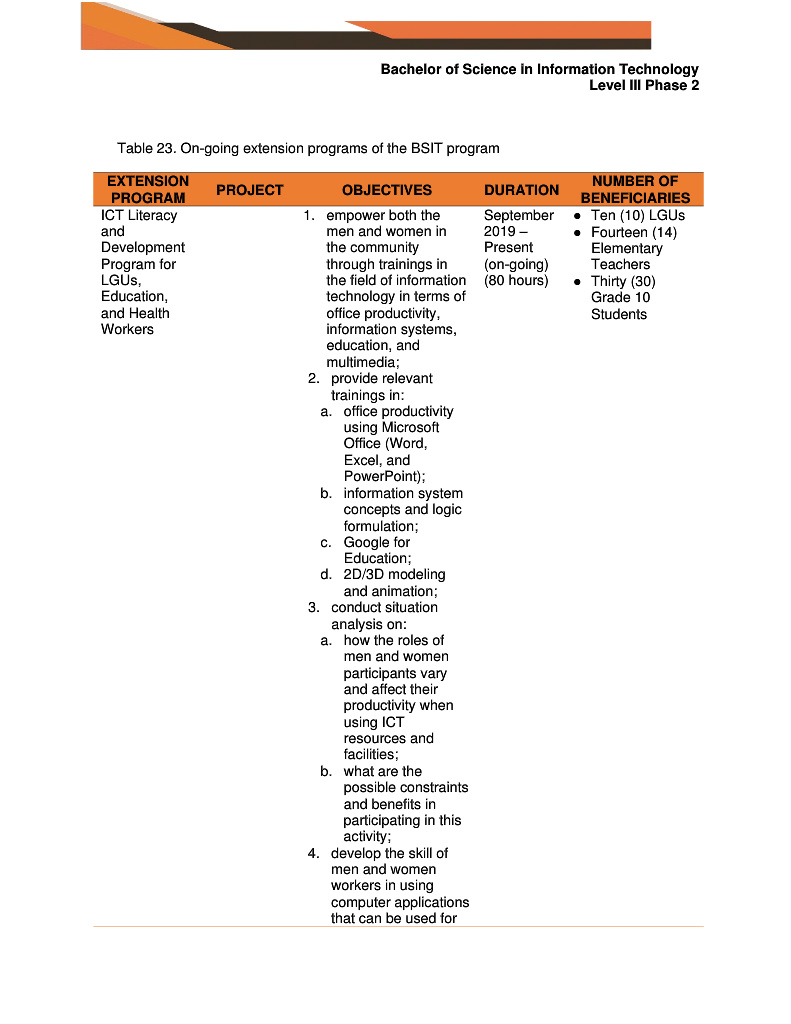 Bachelor of Science in Information Technology
Level III Phase 2
Table 23. On-going extension programs of the BSIT program
EXTENSION
PROGRAM
PROJECT
OBJECTIVES
DURATION
NUMBER OF
BENEFICIARIES
ICT Literacy
and
Development
Program for
LGUs,
Education,
and Health
Workers
1. empower both the
men and women in
the community
through trainings in
the field of information
technology in terms of
office productivity,
information systems,
education, and
multimedia;
2. provide relevant
trainings in:
a. office productivity
using Microsoft
Office (Word,
Excel, and
PowerPoint);
b. information system
concepts and logic
formulation;
c. Google for
Education;
d. 2D/3D modeling
and animation;
3. conduct situation
analysis on:
a. how the roles of
men and women
participants vary
and affect their
productivity when
using ICT
resources and
facilities;
b. what are the
possible constraints
and benefits in
participating in this
activity;
4. develop the skill of
men and women
workers in using
computer applications
that can be used for
September
2019 –
Present
(on-going)
(80 hours)
● Ten (10) LGUs
● Fourteen (14)
Elementary
Teachers
● Thirty (30)
Grade 10
Students